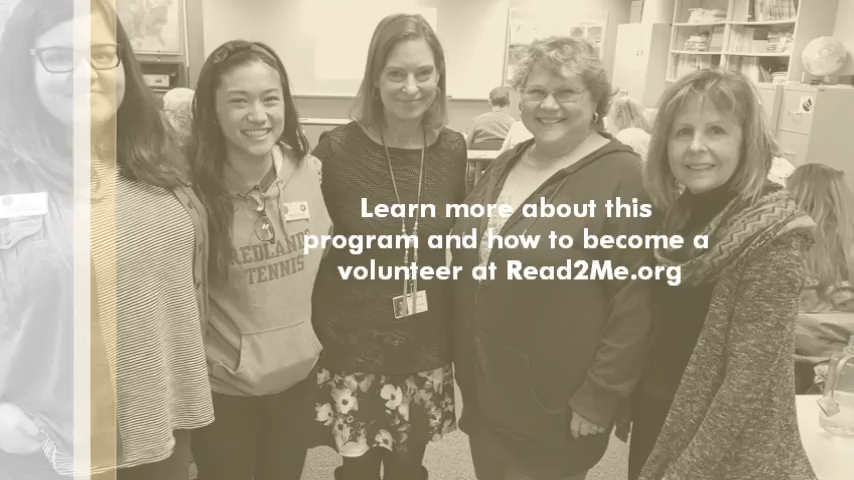 Learn more about this
program and how to become a
volunteer at Read2Me.org
REDLANDS
TENNIS